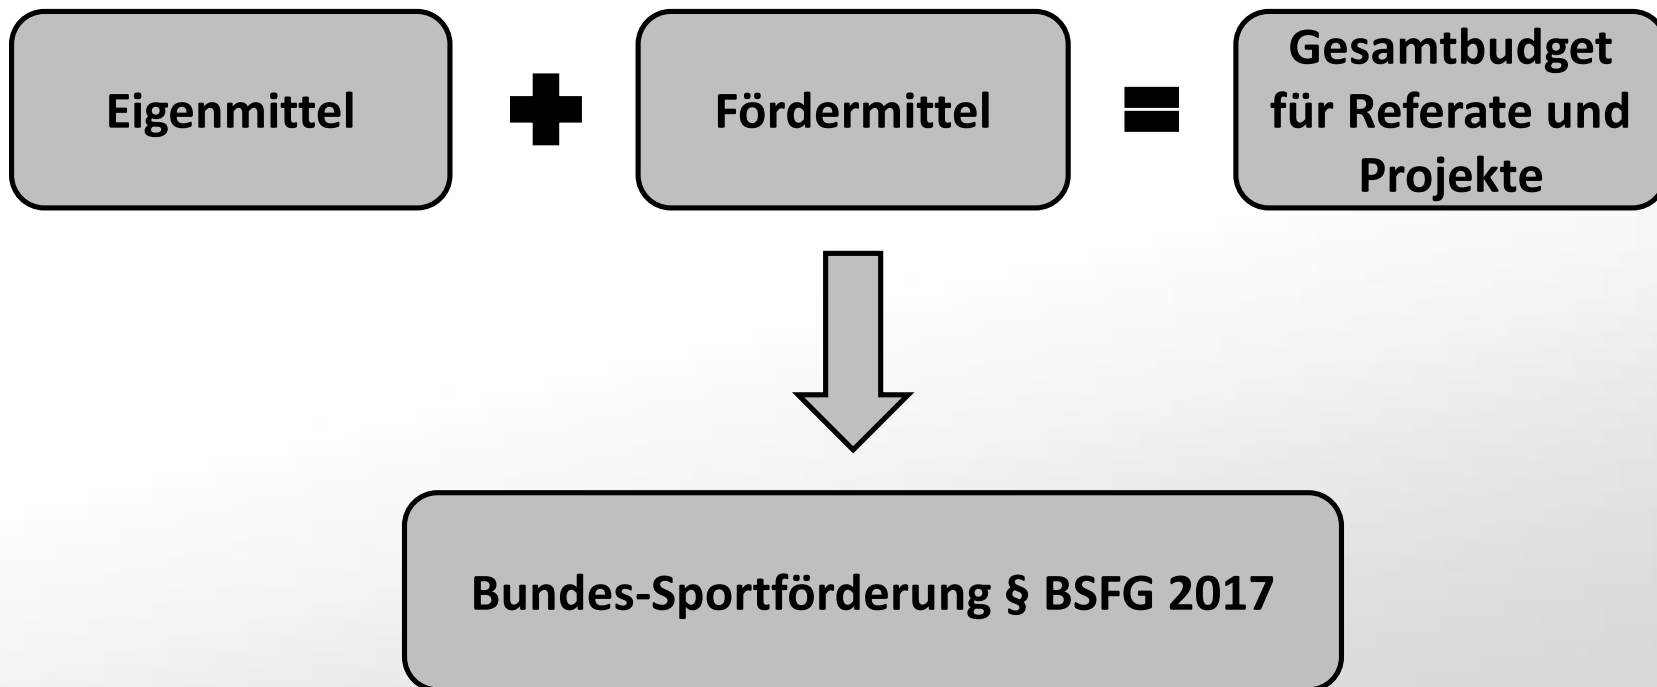 Eigenmittel
Fördermittel
Gesamtbudget
für Referate und
Projekte
Bundes-Sportförderung § BSFG 2017